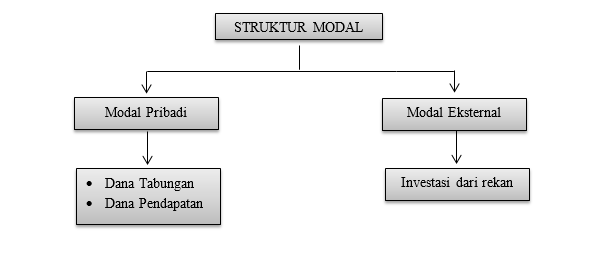 STRUKTUR MODAL
Modal Pribadi
Modal Eksternal
• Dana Tabungan
• Dana Pendapatan
Investasi dari rekan